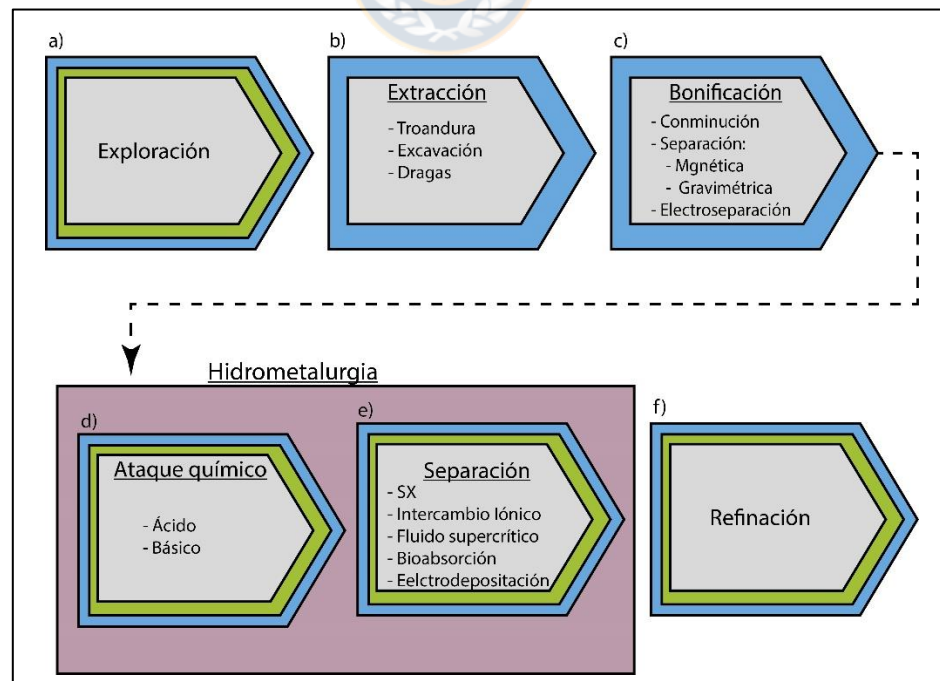 a)
Exploración
b)
Extracción
- Troandura
- Excavación
- Dragas
c)
Bonificación
- Conminución
- Separación:
- Mgnética
- Gravimétrica
- Electroseparación
Hidrometalurgia
d)
Ataque químico
- Ácido
- Básico
e)
Separación
- SX
- Intercambio Iónico
- Fluido supercrítico
- Bioabsorción
- Eelctrodepositación
f)
Refinación